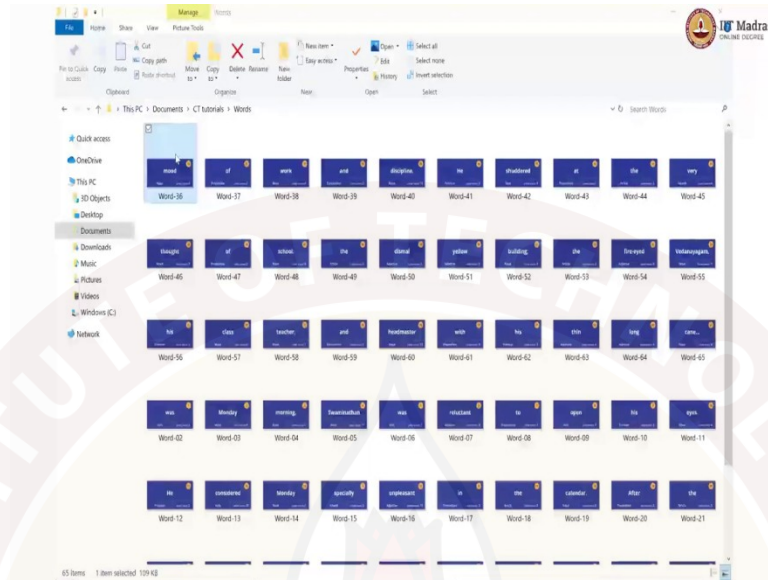 Manage
Words
File Home Share View Picture Tools
IIT Madras
ONLINE DEGREE
Pin to Quick access
Copy
Paste
Cut
Copy path
Paste shortcut
Move to
Copy to
Delete
Rename
New folder
New item
Easy access
Properties
Open
Edit
History
Select all
Select none
Invert selection
Clipboard Organize New Open Select
This PC > Documents > CT tutorials > Words
Search Words
Quick access
OneDrive
This PC
3D Objects
Desktop
Documents
Downloads
Music
Pictures
Videos
Windows (C:)
Network
mood of work and discipline. He shuddered at the very
Word-36 Word-37 Word-38 Word-39 Word-40 Word-41 Word-42 Word-43 Word-44 Word-45
thought of school: the dismal yellow building; the fire-eyed Vedanayagam,
Word-46 Word-47 Word-48 Word-49 Word-50 Word-51 Word-52 Word-53 Word-54 Word-55
his class teacher; and headmaster with his thin long cane...
Word-56 Word-57 Word-58 Word-59 Word-60 Word-61 Word-62 Word-63 Word-64 Word-65
was Monday morning. Swaminathan was reluctant to open his eyes.
Word-02 Word-03 Word-04 Word-05 Word-06 Word-07 Word-08 Word-09 Word-10 Word-11
He considered Monday specially unpleasant in the calendar. After the
Word-12 Word-13 Word-14 Word-15 Word-16 Word-17 Word-18 Word-19 Word-20 Word-21
65 items 1 item selected 109 KB
INSTITUTE OF TECHNOLOGY